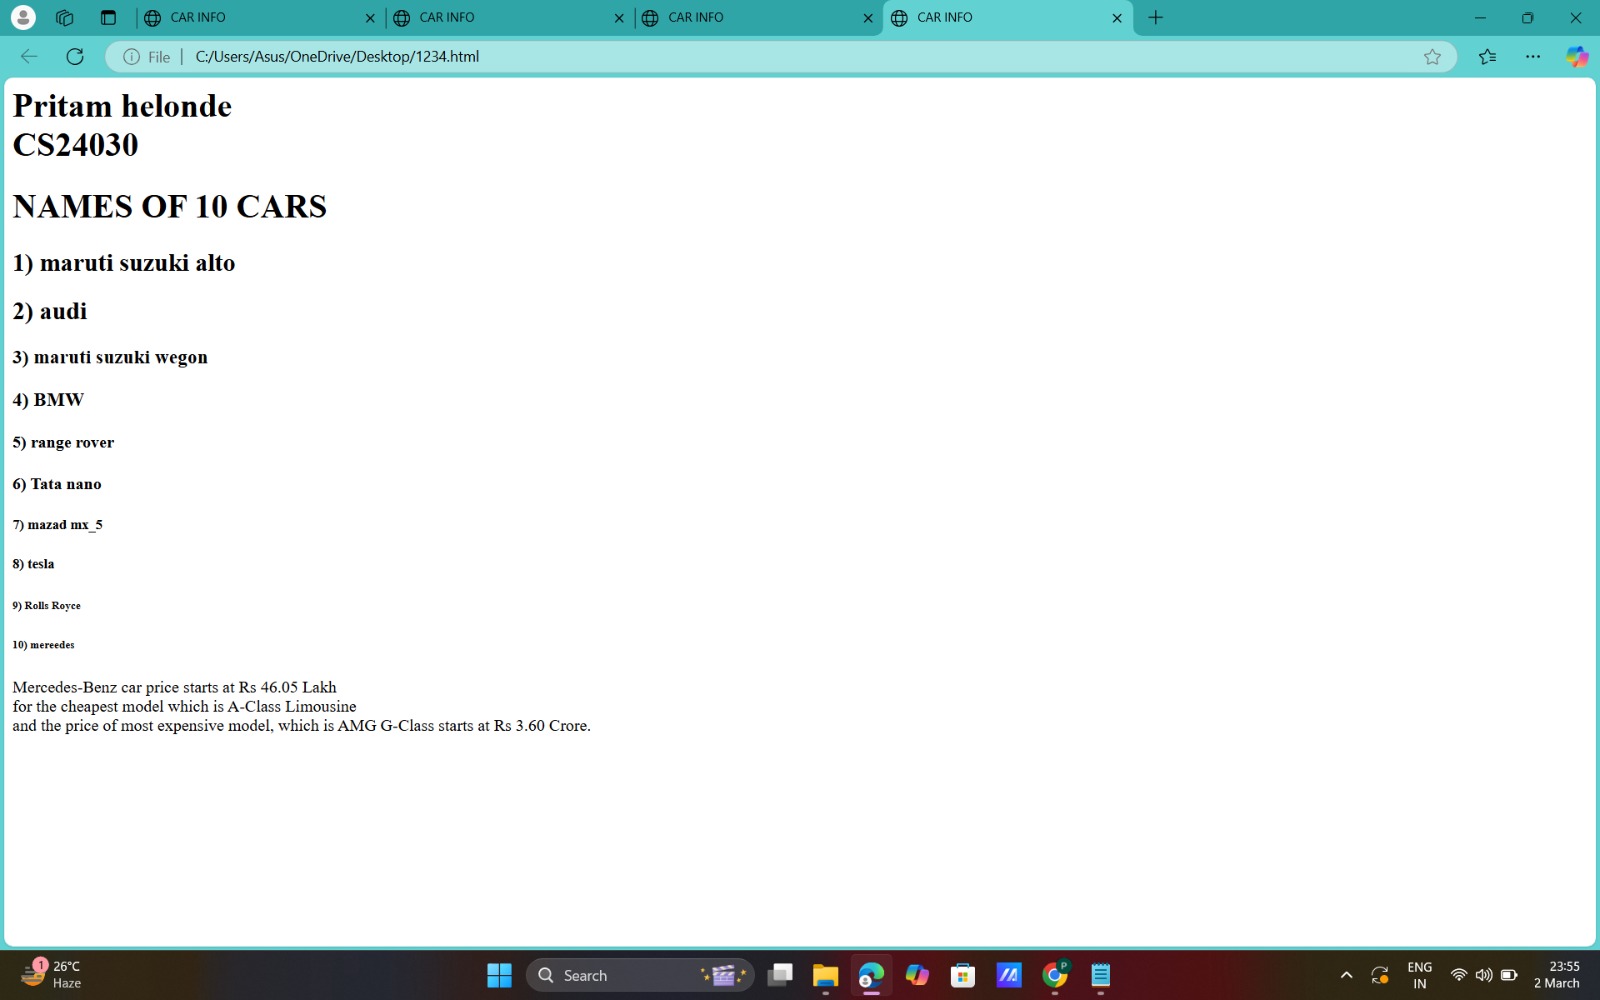 CAR INFO
CAR INFO
CAR INFO
CAR INFO
File
C:/Users/Asus/OneDrive/Desktop/1234.html
Pritam helonde
CS24030
NAMES OF 10 CARS
1) maruti suzuki alto
2) audi
3) maruti suzuki wegon
4) BMW
5) range rover
6) Tata nano
7) mazad mx_5
8) tesla
9) Rolls Royce
10) mereedes
Mercedes-Benz car price starts at Rs 46.05 Lakh
for the cheapest model which is A-Class Limousine
and the price of most expensive model, which is AMG G-Class starts at Rs 3.60 Crore.
1
26°C
Haze
Search
P
ENG
IN
23:55
2 March